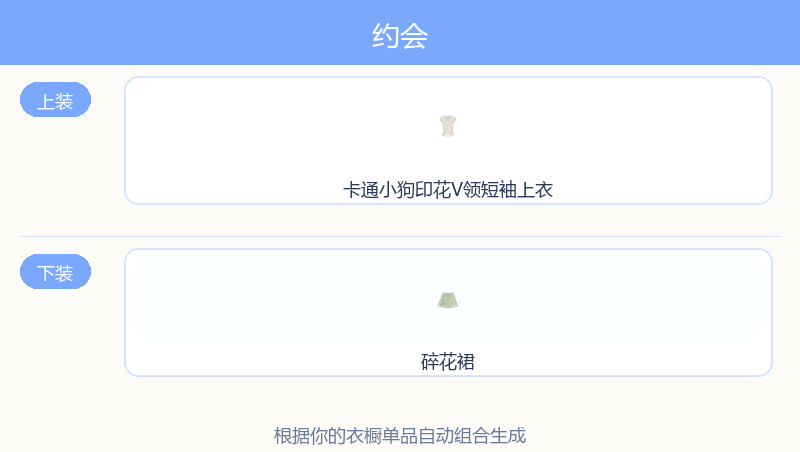 约会
上装
卡通小狗印花V领短袖上衣
下装
碎花裙
根据你的衣橱单品自动组合生成